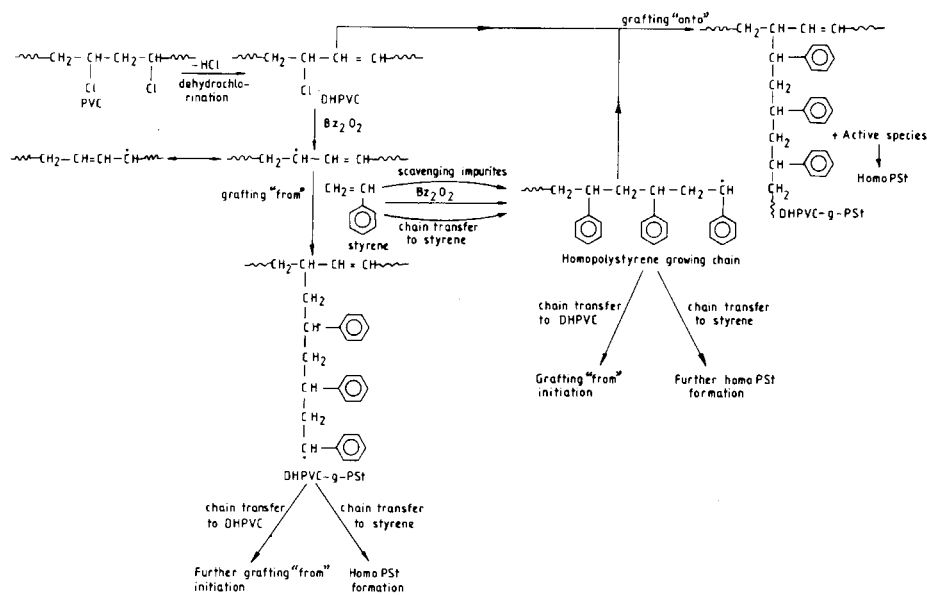 grafting "onto"
~CH2-CH-CH2-CH~
Cl
Cl
PVC
-HCl
dehydrochlo-
rination
~CH2-CH-CH=CH~
Cl
DHPVC
Bz2O2
~CH2-CH-CH=CH~
CH-
CH2
CH-
CH2
CH-
CH2
DHPVC-g-PSt
+ Active species
Homo PSt
~CH-CH=CH-ĊH~
~CH2-ĊH-CH=CH~
grafting "from"
CH2=CH
styrene
scavenging impurites
Bz2O2
chain transfer
to styrene
~CH2-CH-CH2-CH-CH2-ĊH
Homopolystyrene growing chain
chain transfer
to DHPVC
chain transfer
to styrene
Grafting "from"
initiation
Further homo PSt
formation
~CH2-CH-CH=CH~
CH2
CH-
CH2
CH-
CH2
CH-
DHPVC-g-PSt
chain transfer
to DHPVC
chain transfer
to styrene
Further grafting "from"
initiation
Homo PSt
formation